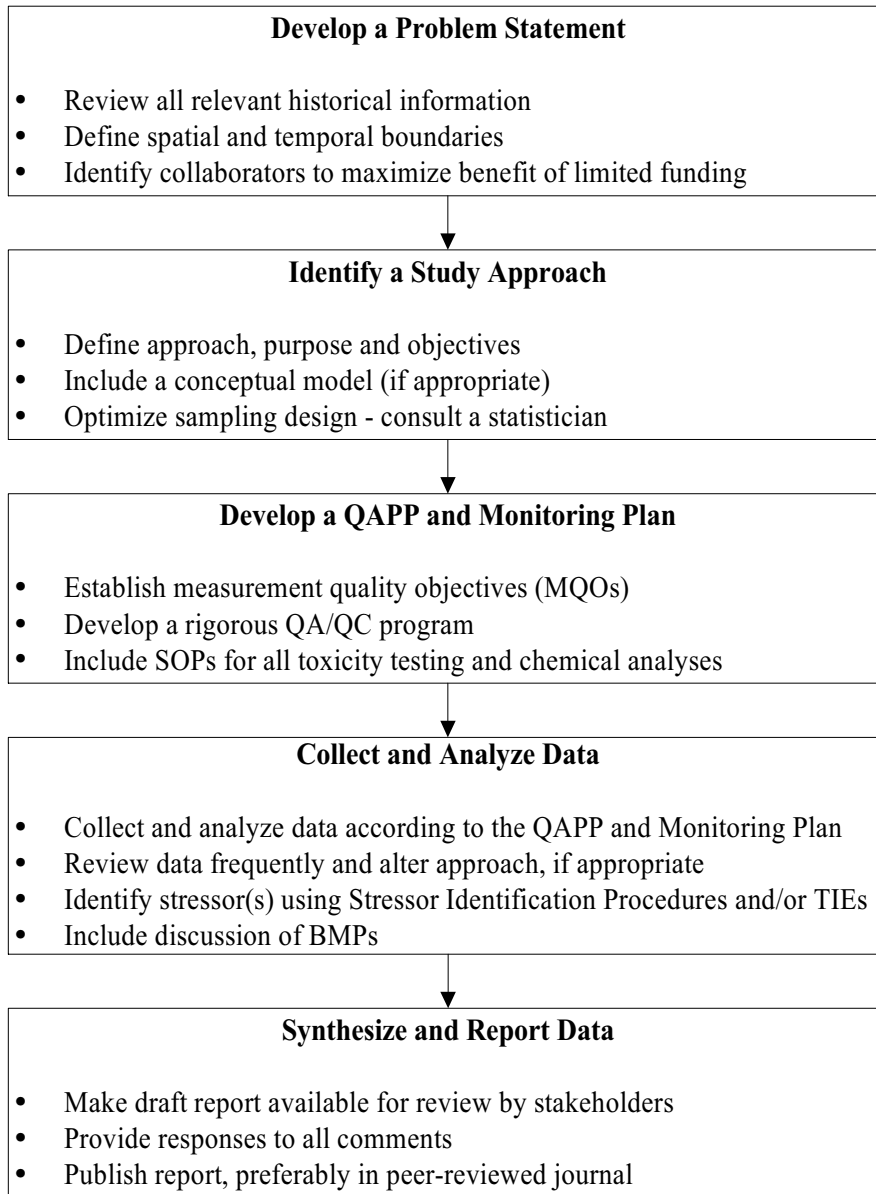 Develop a Problem Statement
• Review all relevant historical information
• Define spatial and temporal boundaries
• Identify collaborators to maximize benefit of limited funding
Identify a Study Approach
• Define approach, purpose and objectives
• Include a conceptual model (if appropriate)
• Optimize sampling design - consult a statistician
Develop a QAPP and Monitoring Plan
• Establish measurement quality objectives (MQOs)
• Develop a rigorous QA/QC program
• Include SOPs for all toxicity testing and chemical analyses
Collect and Analyze Data
• Collect and analyze data according to the QAPP and Monitoring Plan
• Review data frequently and alter approach, if appropriate
• Identify stressor(s) using Stressor Identification Procedures and/or TIEs
• Include discussion of BMPs
Synthesize and Report Data
• Make draft report available for review by stakeholders
• Provide responses to all comments
• Publish report, preferably in peer-reviewed journal